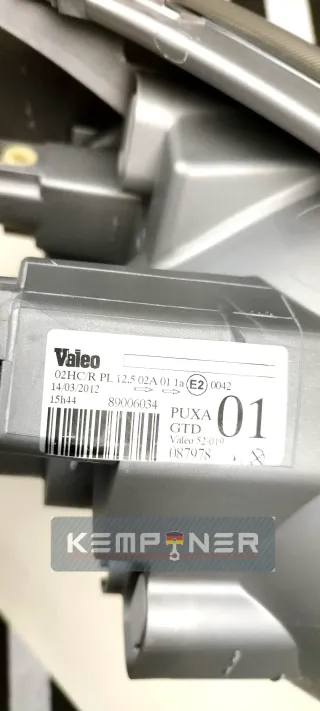 Valeo
02HC/R PL 12,5 02A 01 1a E2 0042
14/03/2012
15h44 89006034
PUXA 01
GTD
Valeo 52-019
087978
KEMPTNER